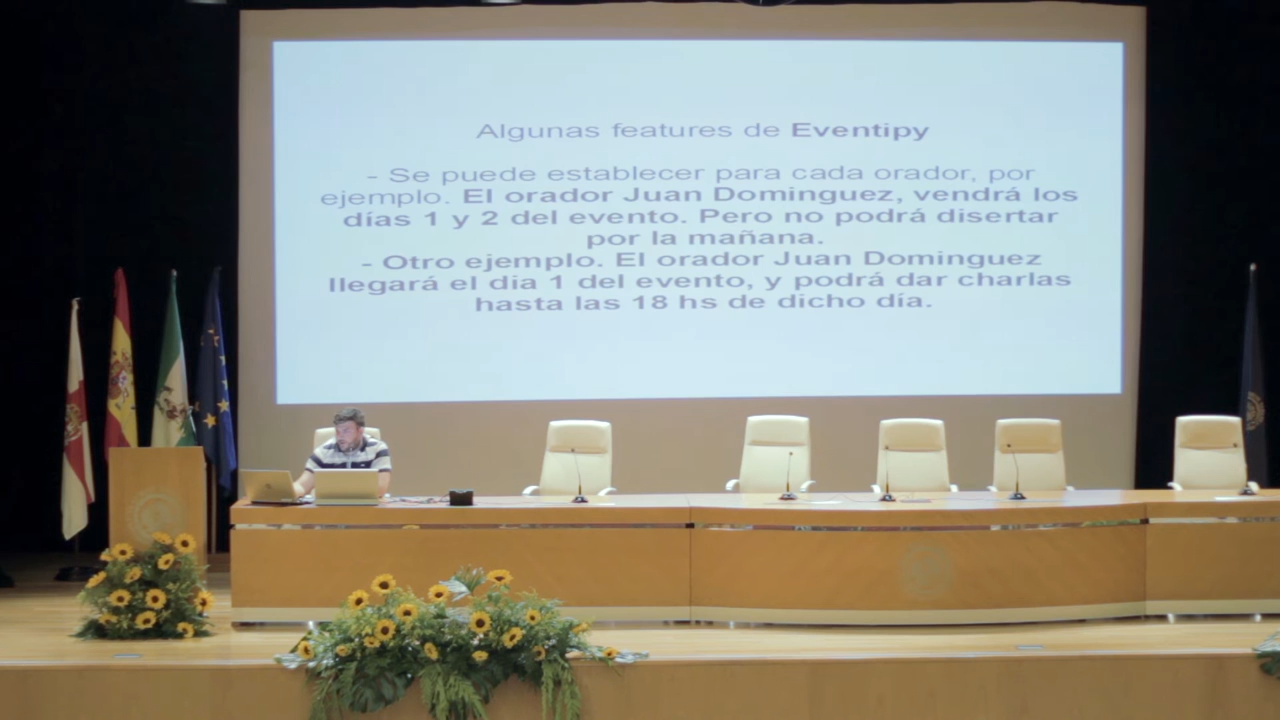 Algunas features de Eventipy
- Se puede establecer para cada orador, por
ejemplo. El orador Juan Dominguez, vendrá los
días 1 y 2 del evento. Pero no podrá disertar
por la mañana.
- Otro ejemplo. El orador Juan Dominguez
llegará el dia 1 del evento, y podrá dar charlas
hasta las 18 hs de dicho día.